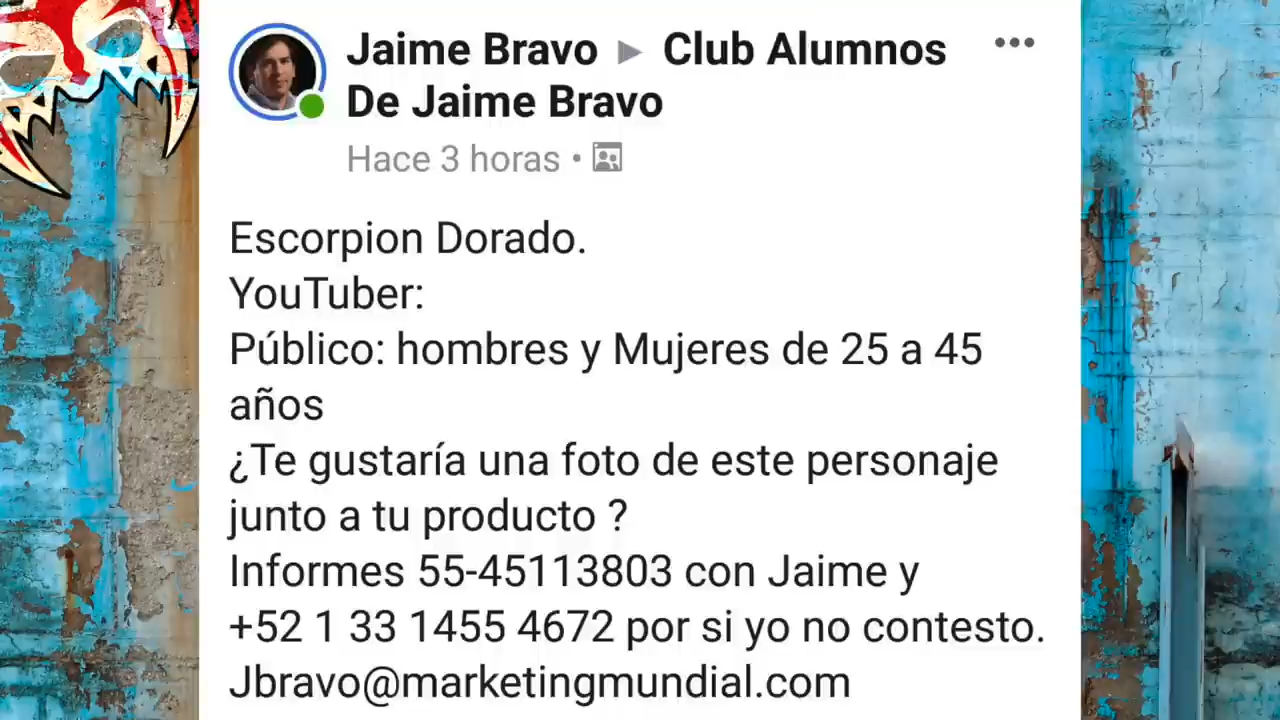 Jaime Bravo ▶ Club Alumnos
De Jaime Bravo
Hace 3 horas •
Escorpion Dorado.
YouTuber:
Público: hombres y Mujeres de 25 a 45
años
¿Te gustaría una foto de este personaje
junto a tu producto ?
Informes 55-45113803 con Jaime y
+52 1 33 1455 4672 por si yo no contesto.
Jbravo@marketingmundial.com